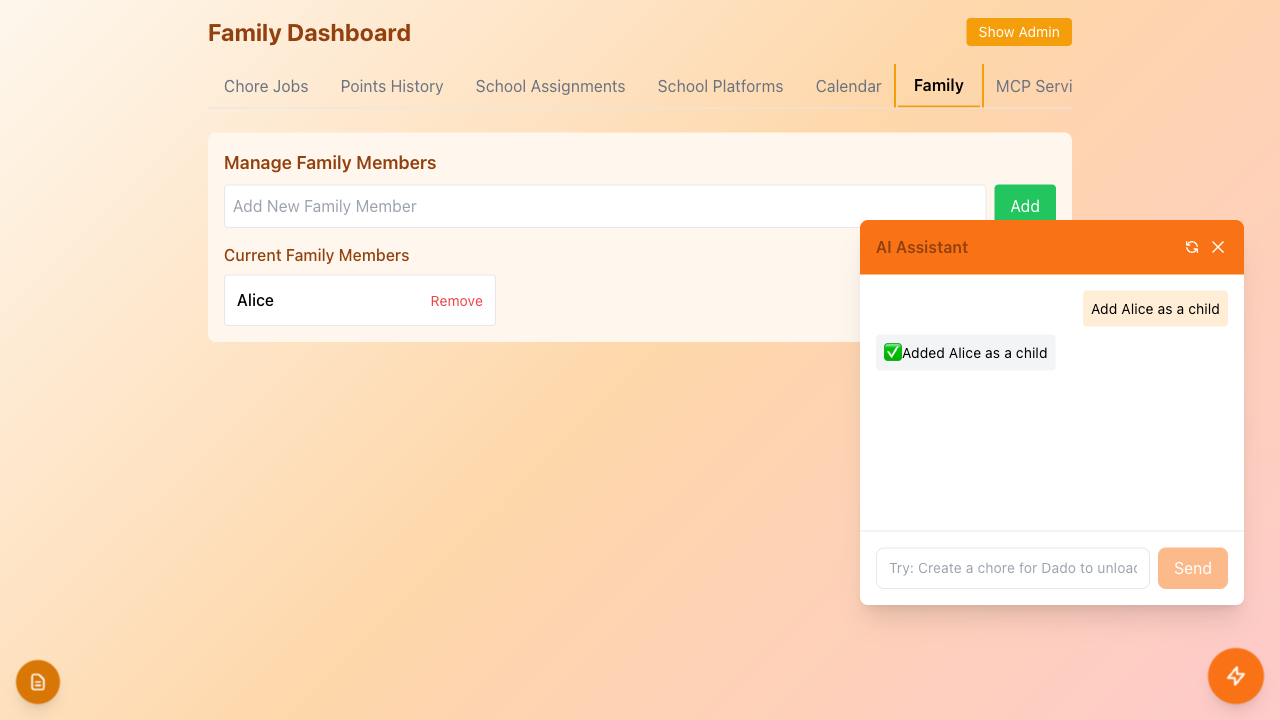 Family Dashboard
Show Admin
Chore Jobs
Points History
School Assignments
School Platforms
Calendar
Family
MCP Servi
Manage Family Members
Add New Family Member
Add
Current Family Members
Alice
Remove
AI Assistant
Add Alice as a child
✅Added Alice as a child
Try: Create a chore for Dado to unload
Send